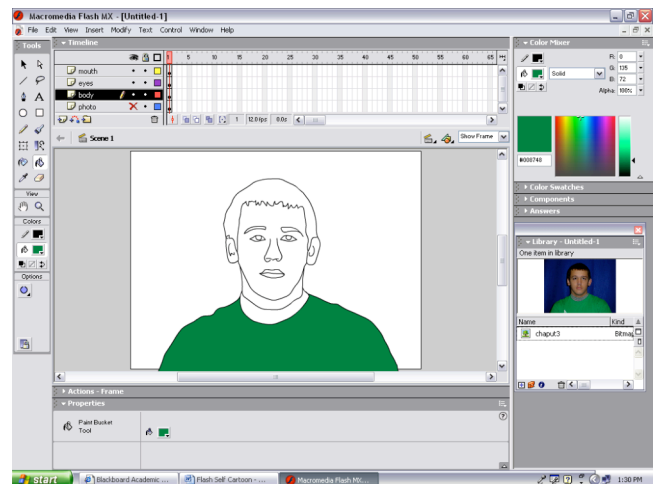 Macromedia Flash MX - [Untitled-1]
File Edit View Insert Modify Text Control Window Help
Tools
Timeline
1 5 10 15 20 25 30 35 40 45 50 55 60 65
mouth
eyes
body
photo
1 12.0 fps 0.0s
Scene 1
Show Frame
View
Colors
Options
Color Mixer
R: 0
Solid
G: 135
B: 72
Alpha: 100%
#008748
Color Swatches
Components
Answers
Library - Untitled-1
One item in library
Name Kind
chaput3 Bitmap
Actions - Frame
Properties
Paint Bucket
Tool
start
Blackboard Academic ...
Flash Self Cartoon - ...
Macromedia Flash MX...
1:30 PM